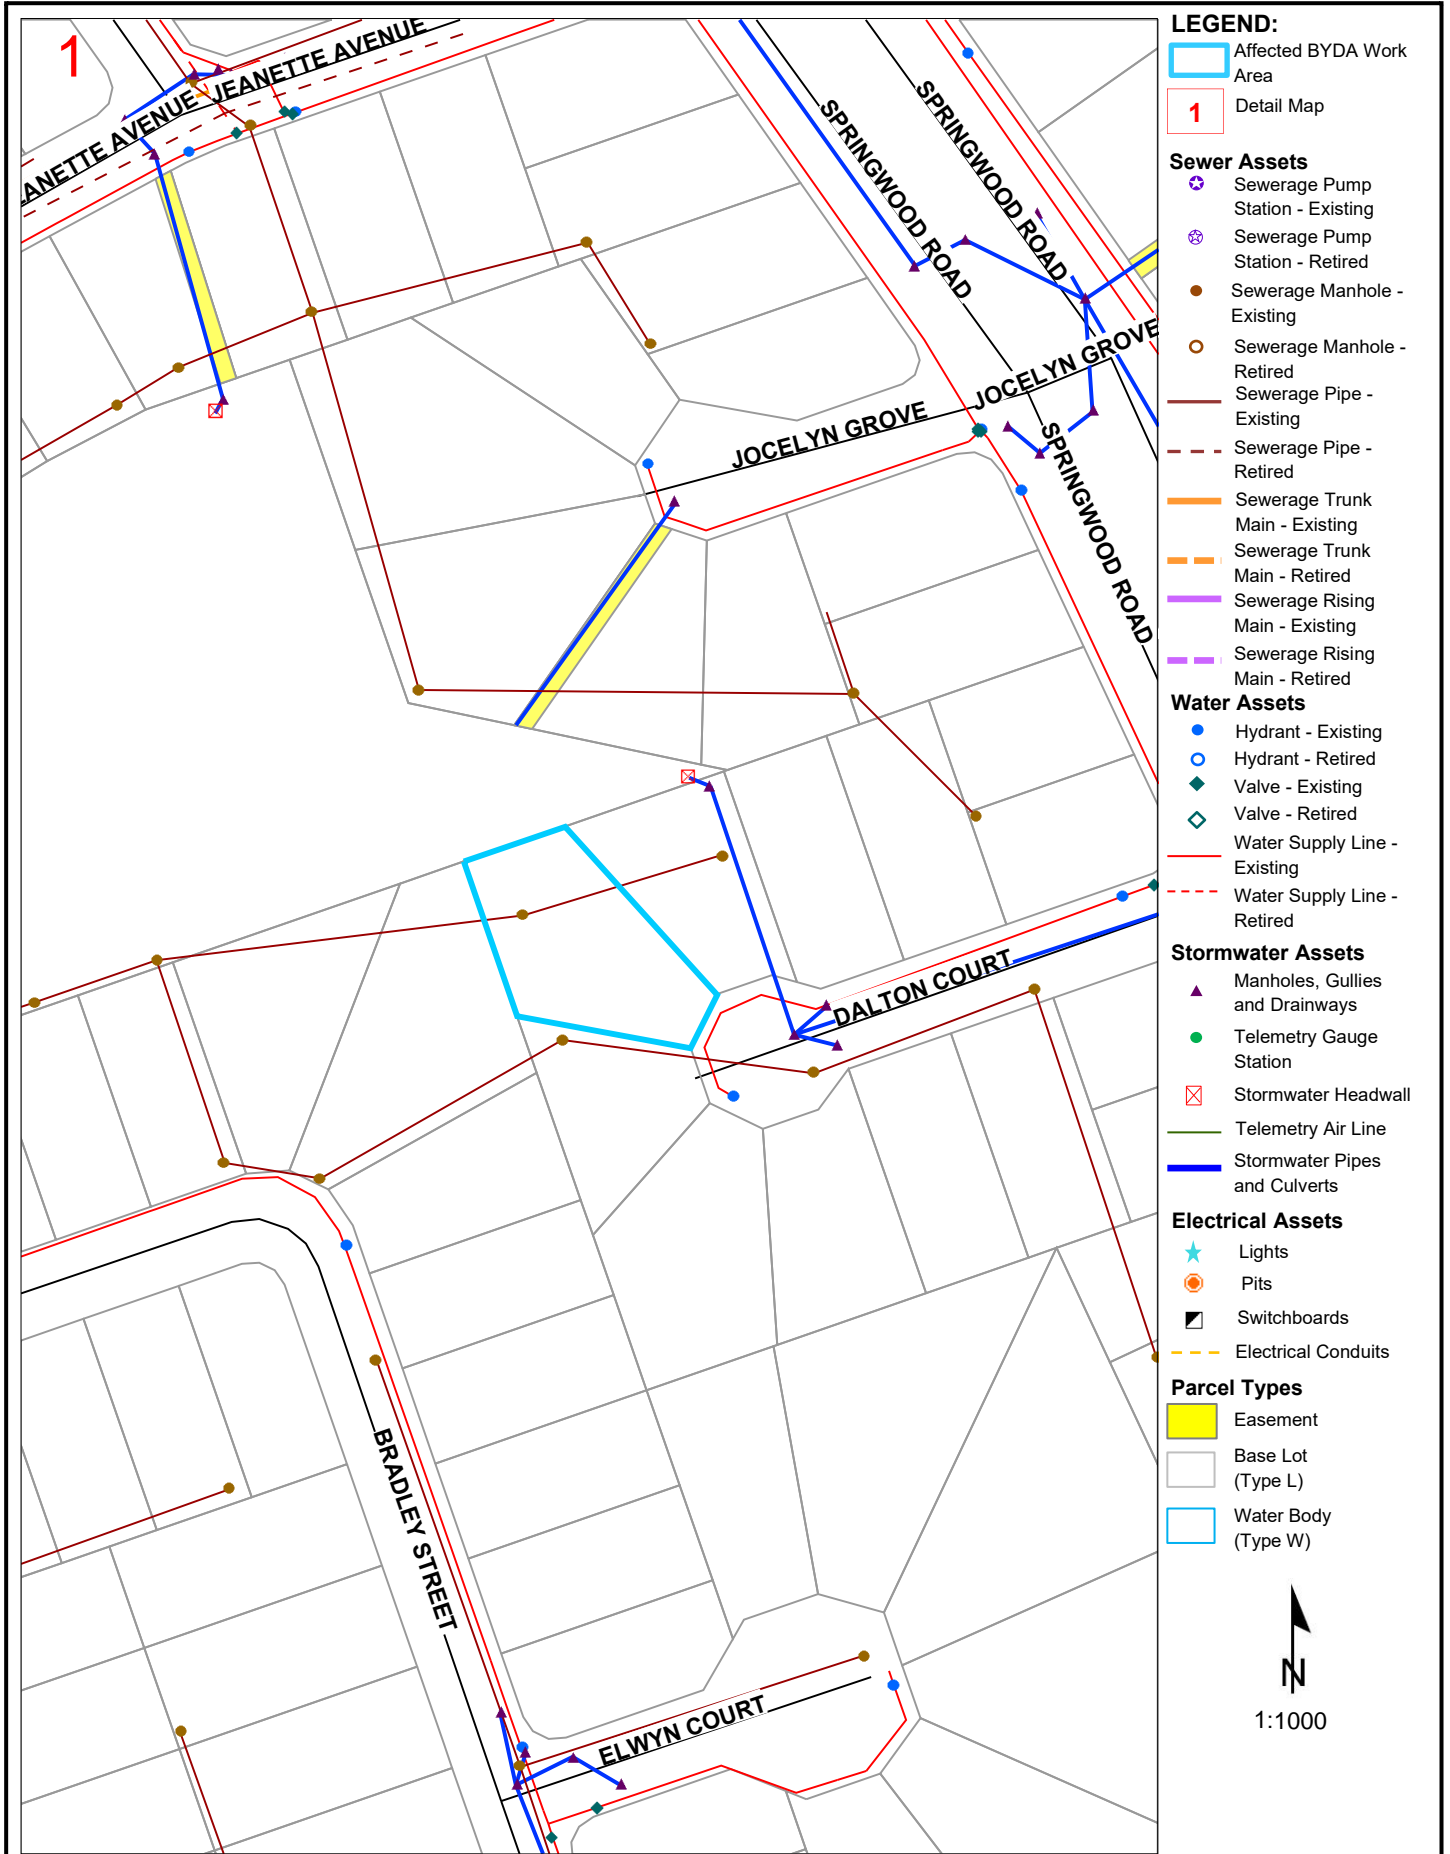 1
JEANETTE AVENUE
EANETTE AVENUE
SPRINGWOOD ROAD
SPRINGWOOD ROAD
JOCELYN GROVE
JOCELYN GROVE
SPRINGWOOD ROAD
DALTON COURT
BRADLEY STREET
ELWYN COURT
LEGEND:
Affected BYDA Work
Area
1
Detail Map
Sewer Assets
Sewerage Pump
Station - Existing
Sewerage Pump
Station - Retired
Sewerage Manhole -
Existing
Sewerage Manhole -
Retired
Sewerage Pipe -
Existing
Sewerage Pipe -
Retired
Sewerage Trunk
Main - Existing
Sewerage Trunk
Main - Retired
Sewerage Rising
Main - Existing
Sewerage Rising
Main - Retired
Water Assets
Hydrant - Existing
Hydrant - Retired
Valve - Existing
Valve - Retired
Water Supply Line -
Existing
Water Supply Line -
Retired
Stormwater Assets
Manholes, Gullies
and Drainways
Telemetry Gauge
Station
Stormwater Headwall
Telemetry Air Line
Stormwater Pipes
and Culverts
Electrical Assets
Lights
Pits
Switchboards
Electrical Conduits
Parcel Types
Easement
Base Lot
(Type L)
Water Body
(Type W)
N
1:1000